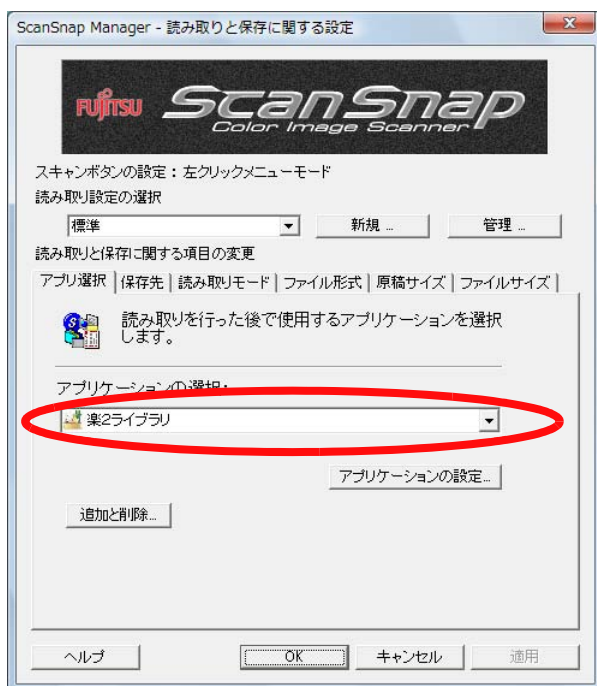 ScanSnap Manager - 読み取りと保存に関する設定
FUJITSU ScanSnap
Color Image Scanner
スキャンボタンの設定：左クリックメニューモード
読み取り設定の選択
標準 新規 ... 管理 ...
読み取りと保存に関する項目の変更
アプリ選択 保存先 読み取りモード ファイル形式 原稿サイズ ファイルサイズ
読み取りを行った後で使用するアプリケーションを選択
します。
アプリケーションの選択：
楽2ライブラリ
アプリケーションの設定...
追加と削除...
ヘルプ OK キャンセル 適用